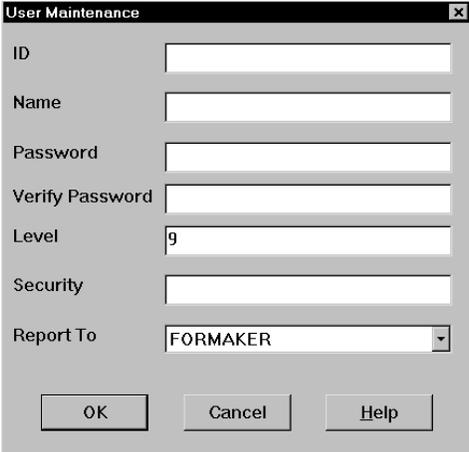 User Maintenance
ID
Name
Password
Verify Password
Level 9
Security
Report To FORMAKER
OK Cancel Help